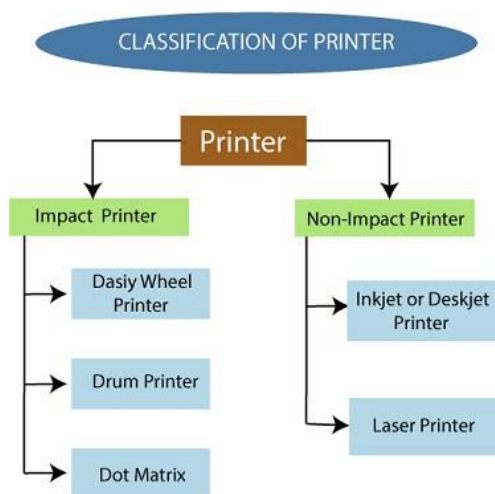 CLASSIFICATION OF PRINTER
Printer
Impact Printer
Non-Impact Printer
Dasiy Wheel
Printer
Inkjet or Deskjet
Printer
Drum Printer
Laser Printer
Dot Matrix